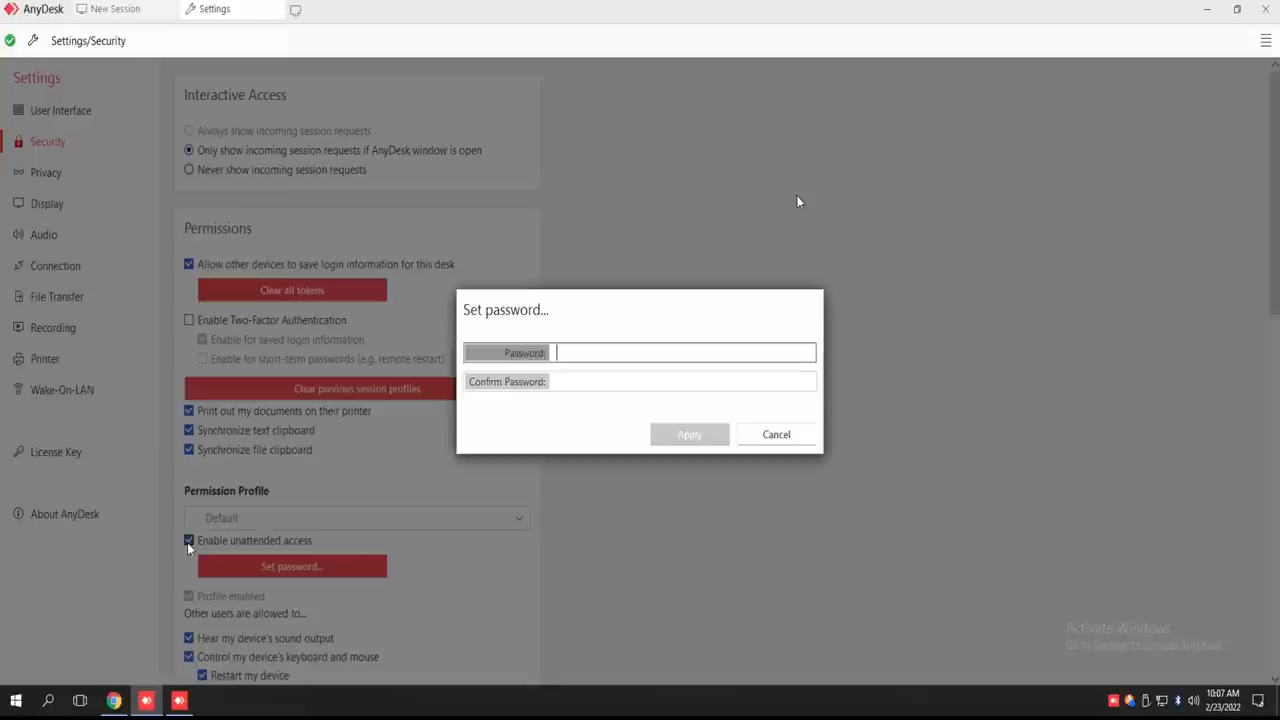 AnyDesk
New Session
Settings
Settings/Security
Settings
User Interface
Security
Privacy
Display
Audio
Connection
File Transfer
Recording
Printer
Wake-On-LAN
License Key
About AnyDesk
Interactive Access
Always show incoming session requests
Only show incoming session requests if AnyDesk window is open
Never show incoming session requests
Permissions
Allow other devices to save login information for this desk
Clear all tokens
Enable Two-Factor Authentication
Enable for saved login information
Enable for short-term passwords (e.g. remote restart)
Clear previous session profiles
Print out my documents on their printer
Synchronize text clipboard
Synchronize file clipboard
Permission Profile
Default
Enable unattended access
Set password...
Profile enabled
Other users are allowed to...
Hear my device's sound output
Control my device's keyboard and mouse
Restart my device
Set password...
Password:
Confirm Password:
Apply
Cancel
Activate Windows
Go to Settings to activate Windows.
10:07 AM
2/23/2022